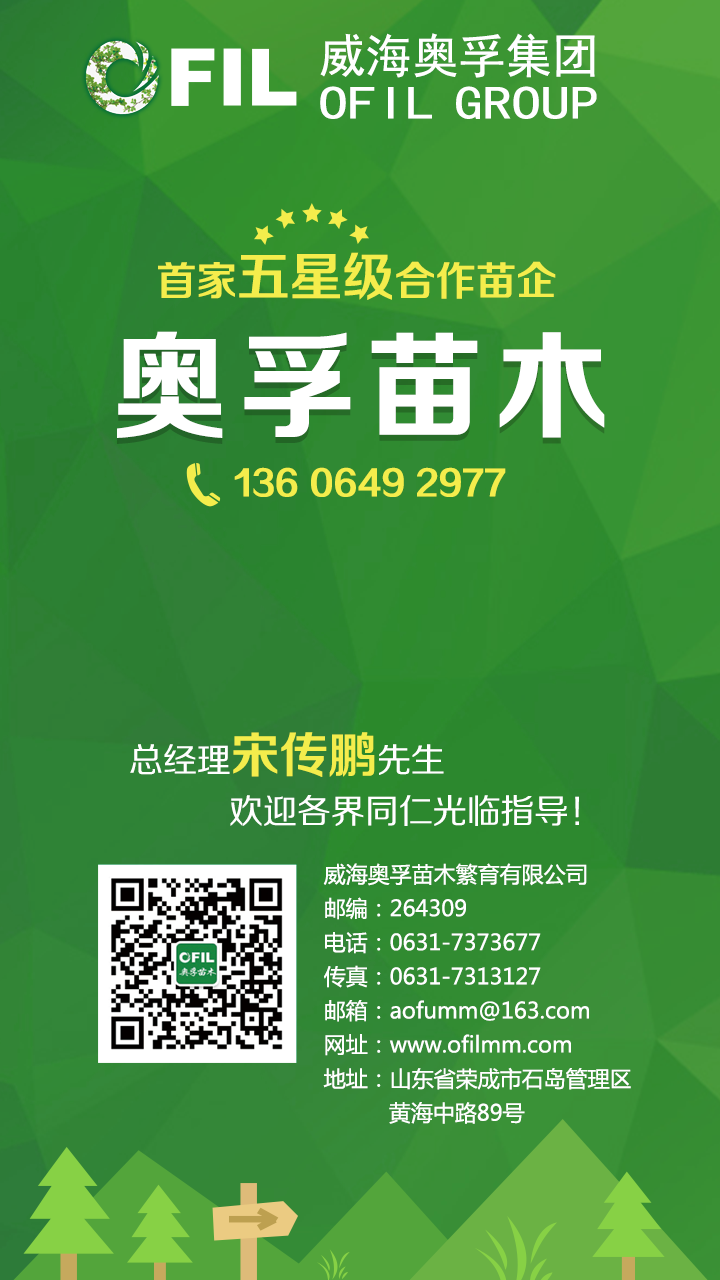 OFIL 威海奥孚集团
OFIL GROUP
首家五星级合作苗企
奥孚苗木
136 0649 2977
总经理宋传鹏先生
欢迎各界同仁光临指导！
OFIL
奥孚苗木
威海奥孚苗木繁育有限公司
邮编：264309
电话：0631-7373677
传真：0631-7313127
邮箱：aofumm@163.com
网址：www.ofilmm.com
地址：山东省荣成市石岛管理区
黄海中路89号